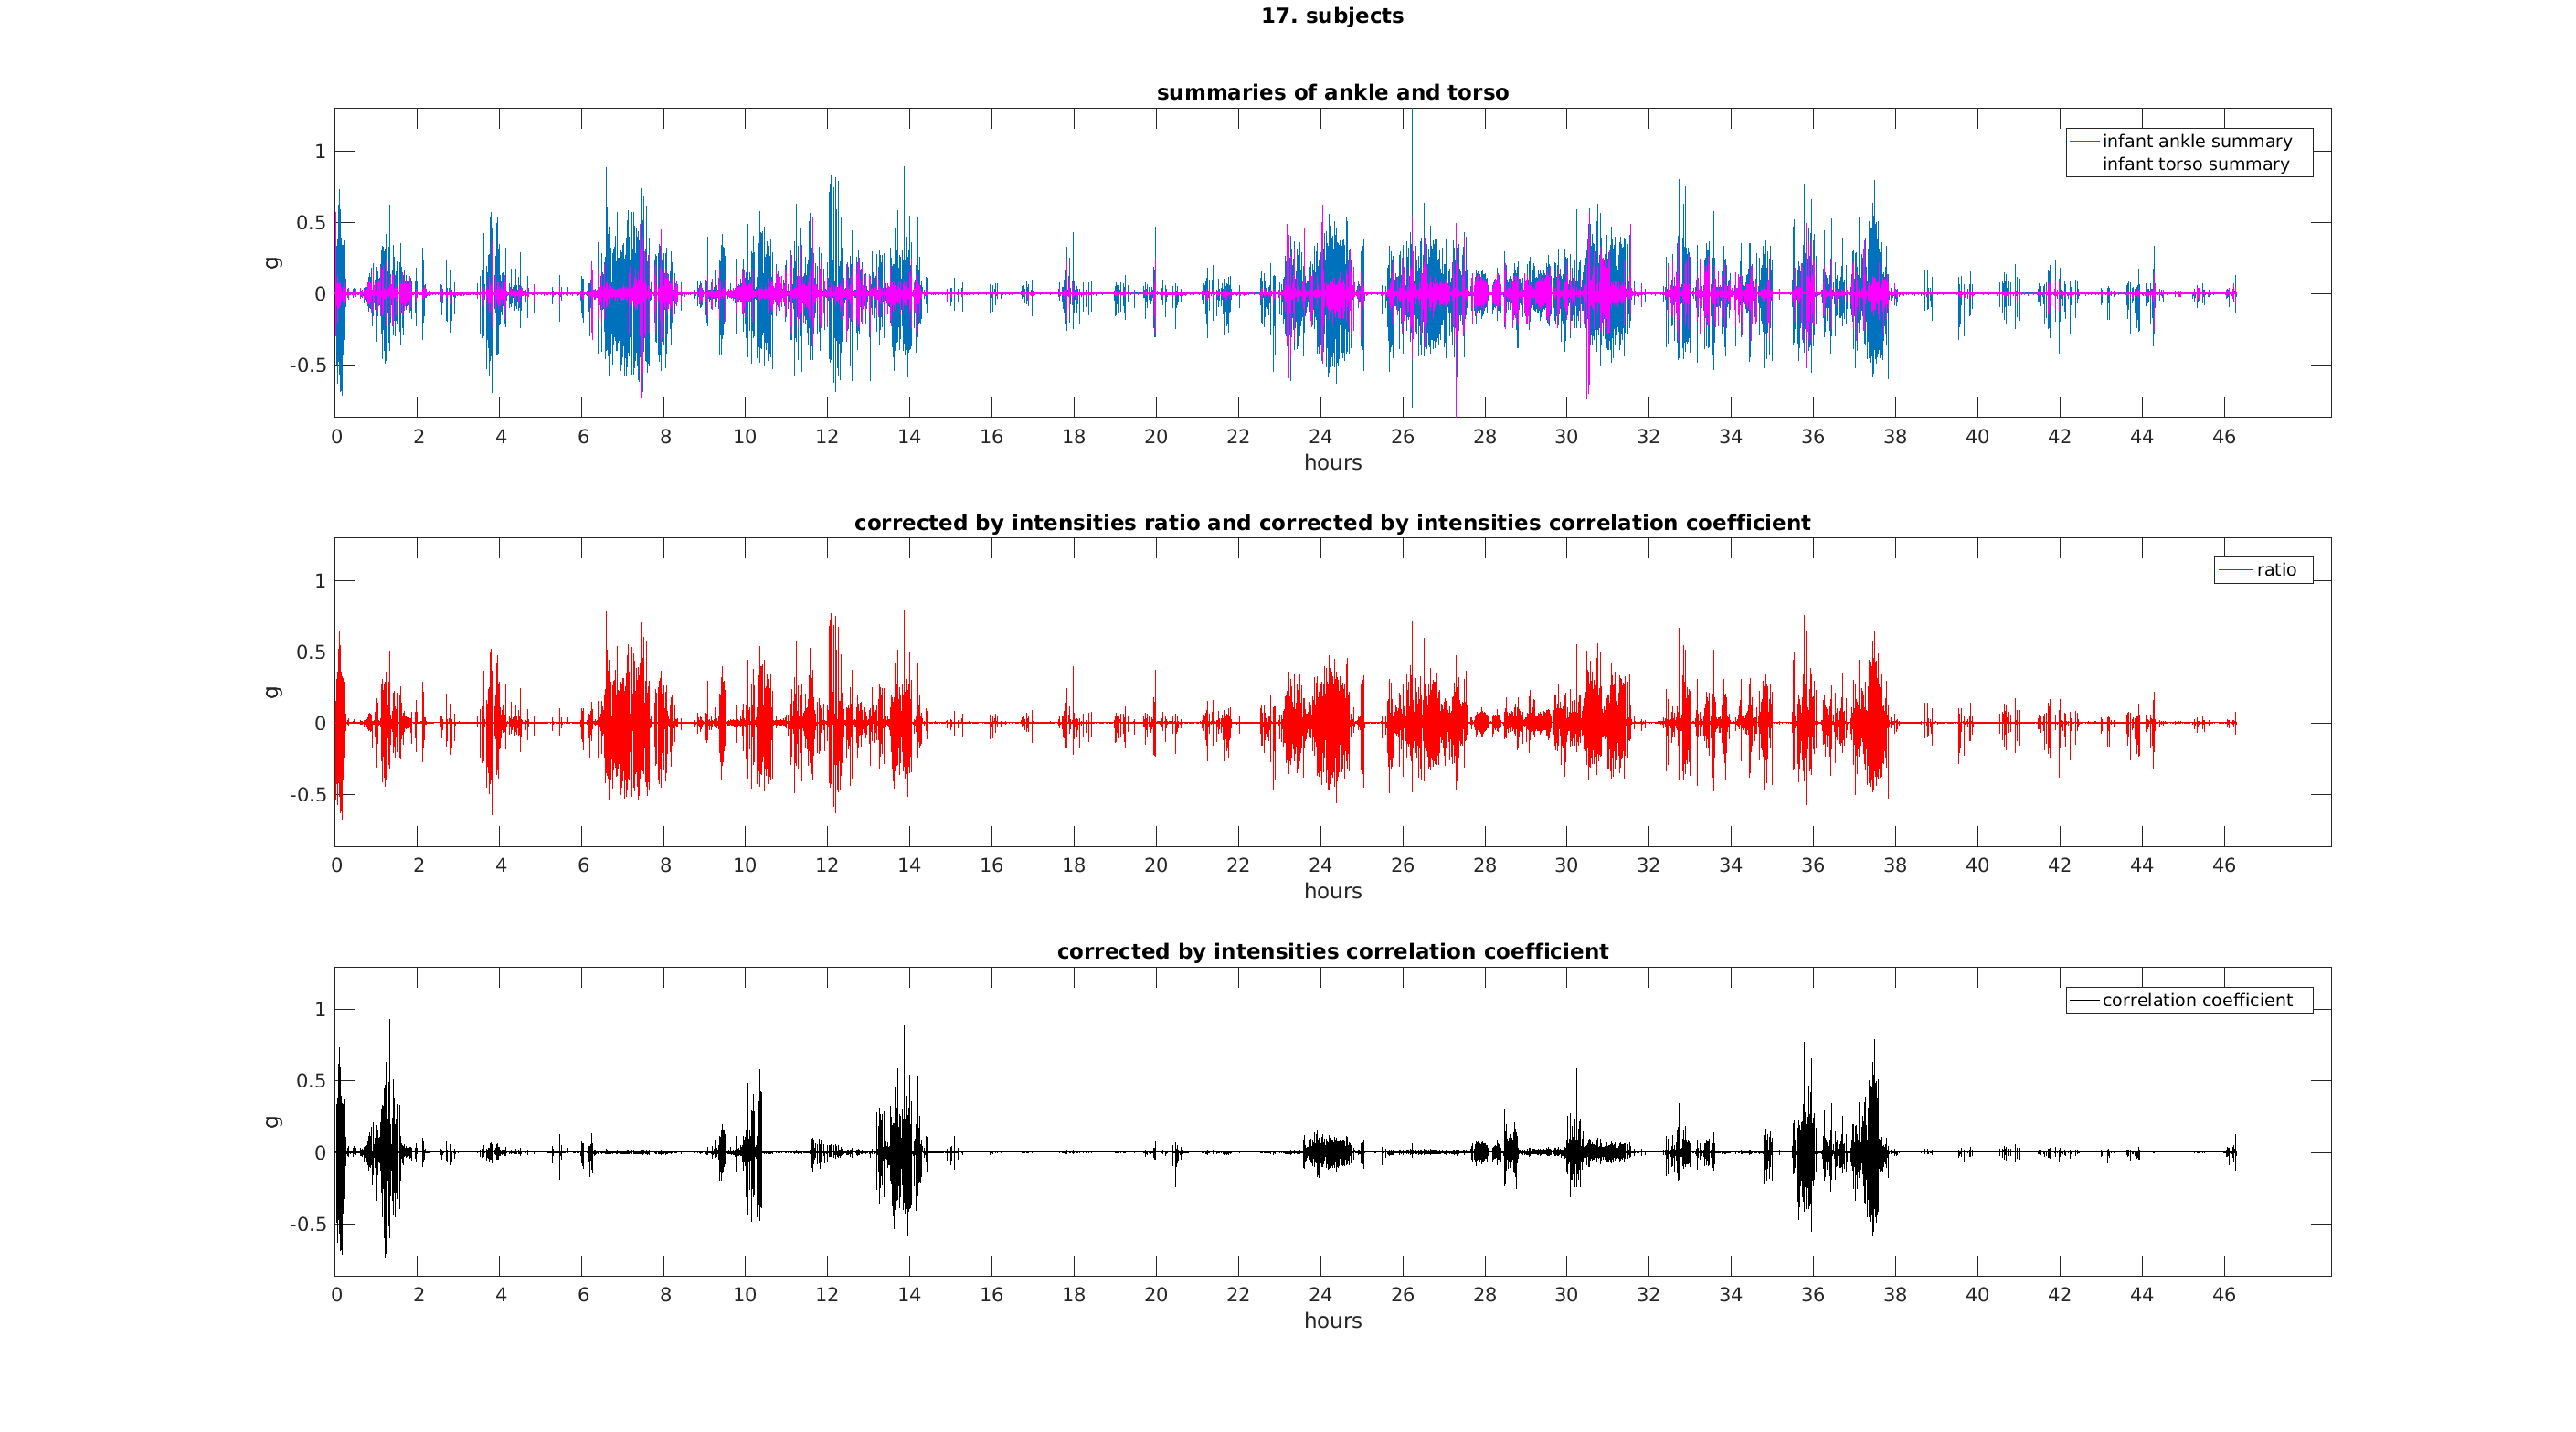 17. subjects
summaries of ankle and torso
1
0.5
0
-0.5
g
infant ankle summary
infant torso summary
0 2 4 6 8 10 12 14 16 18 20 22 24 26 28 30 32 34 36 38 40 42 44 46
hours
corrected by intensities ratio and corrected by intensities correlation coefficient
1
0.5
0
-0.5
g
ratio
0 2 4 6 8 10 12 14 16 18 20 22 24 26 28 30 32 34 36 38 40 42 44 46
hours
corrected by intensities correlation coefficient
1
0.5
0
-0.5
g
correlation coefficient
0 2 4 6 8 10 12 14 16 18 20 22 24 26 28 30 32 34 36 38 40 42 44 46
hours